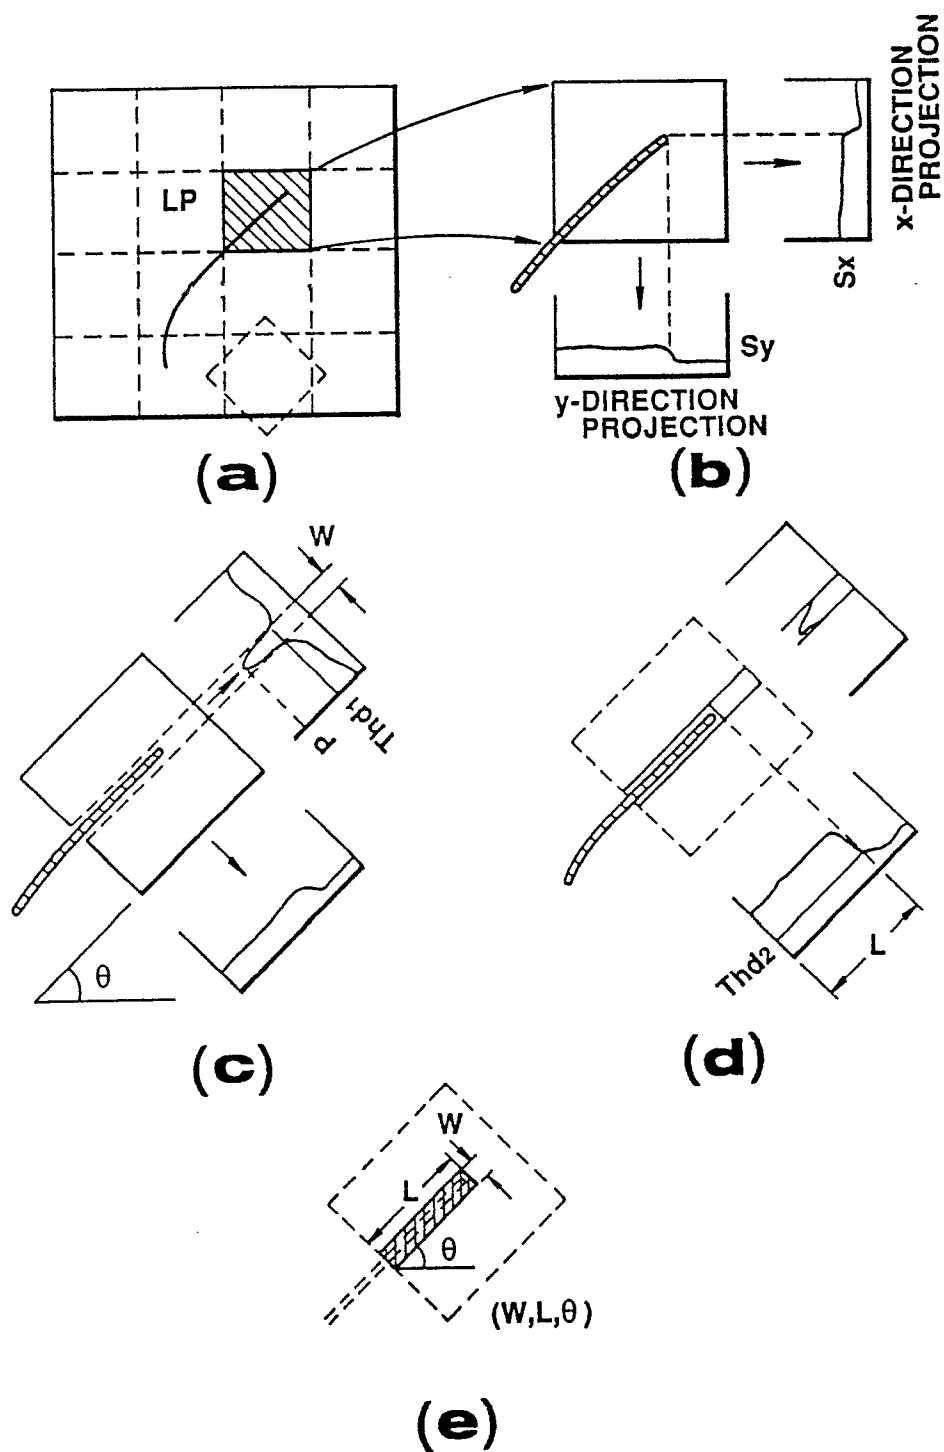 LP
(a)
x-DIRECTION
PROJECTION
Sx
Sy
y-DIRECTION
PROJECTION
(b)
W
Thd1
P
θ
(c)
Thd2
L
(d)
W
L
θ
(W,L,θ)
(e)